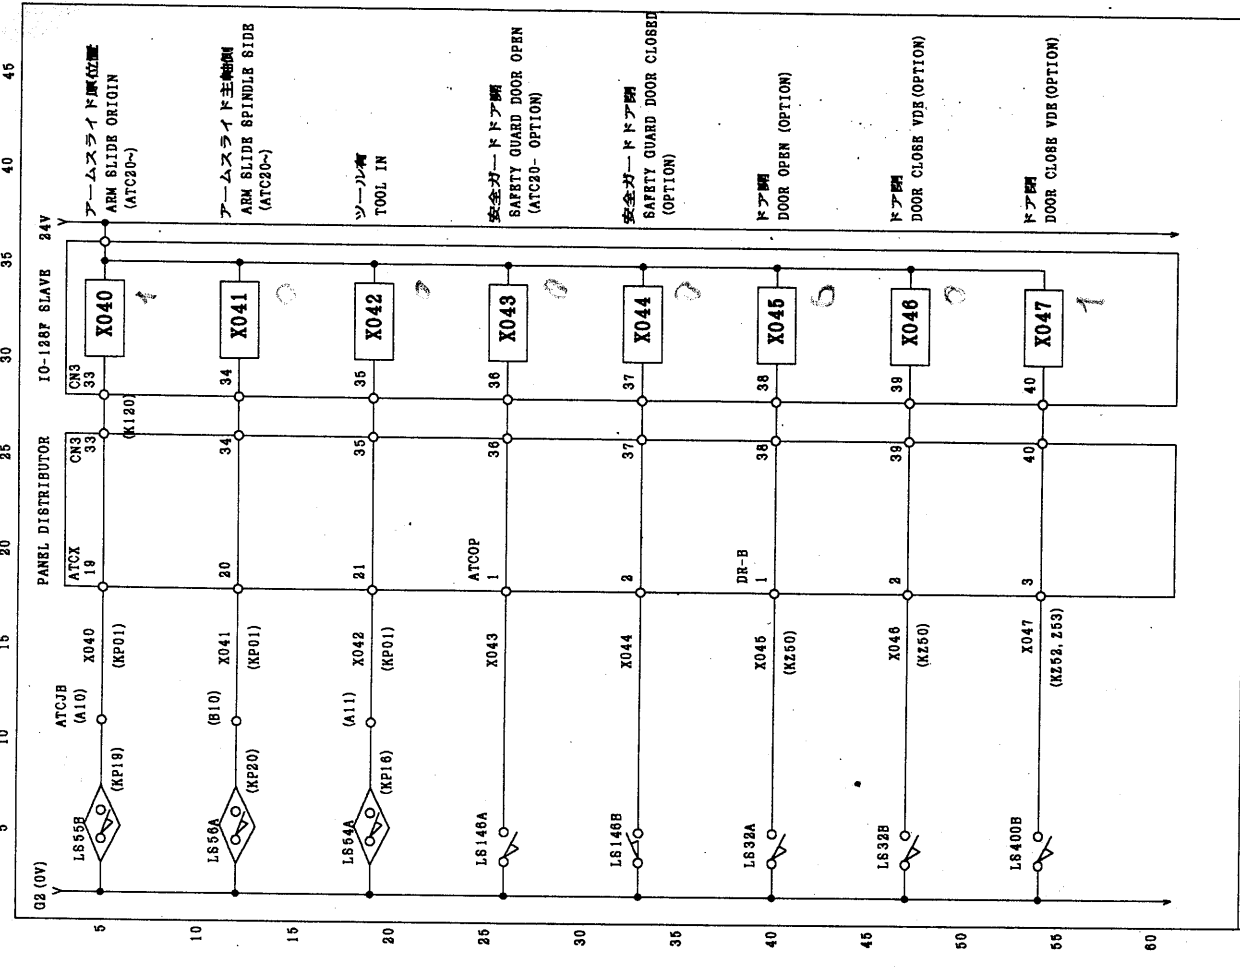 45
40
35
30
25
20
15
10
5
アームスライド原位置
ARM SLIDE ORIGIN
(ATC20~)
アームスライド主軸側
ARM SLIDE SPINDLE SIDE
(ATC20~)
ツール有
TOOL IN
安全ガードドア開
SAFETY GUARD DOOR OPEN
(ATC20- OPTION)
安全ガードドア閉
SAFETY GUARD DOOR CLOSED
(OPTION)
ドア開
DOOR OPEN (OPTION)
ドア閉
DOOR CLOSE VDE (OPTION)
ドア閉
DOOR CLOSE VDE (OPTION)
24V
IO-128F SLAVE
X040
1
X041
0
X042
0
X043
0
X044
0
X045
0
X046
0
X047
1
CN3
33
34
35
36
37
38
39
40
(K120)
PANEL DISTRIBUTOR
CN3
33
34
35
36
37
38
39
40
ATCX
19
20
21
ATCOP
1
2
DR-B
1
2
3
X040
(KP01)
X041
(KP01)
X042
(KP01)
X043
X044
X045
(KZ50)
X046
(KZ50)
X047
(KZ52, Z53)
ATCJB
(A10)
(B10)
(A11)
(KP19)
(KP20)
(KP16)
LS55B
LS56A
LS54A
LS146A
LS146B
LS32A
LS32B
LS400B
G2 (0V)
5
10
15
20
25
30
35
40
45
50
55
60